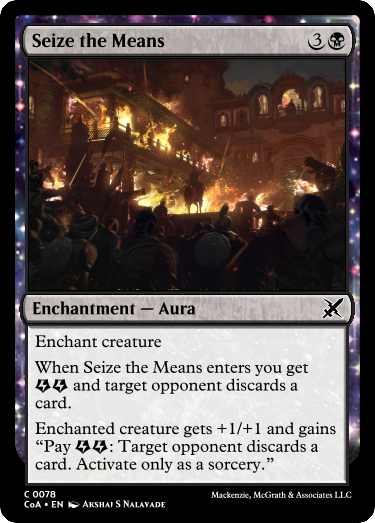 Seize the Means 3
Enchantment — Aura
Enchant creature
When Seize the Means enters you get
and target opponent discards a
card.
Enchanted creature gets +1/+1 and gains
“Pay : Target opponent discards a
card. Activate only as a sorcery.”
C 0078
CoA • EN Akshaj S Nalavade
Mackenzie, McGrath & Associates LLC